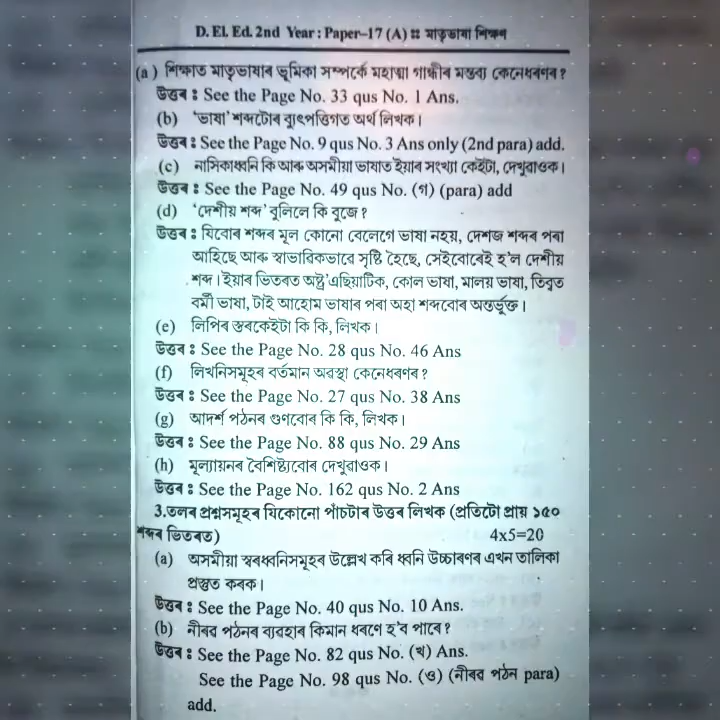 D. El. Ed. 2nd Year : Paper–17 (A) ⁑ মাতৃভাষা শিক্ষণ
(a ) শিক্ষাত মাতৃভাষাৰ ভূমিকা সম্পৰ্কে মহাত্মা গান্ধীৰ মন্তব্য কেনেধৰণৰ ?
উত্তৰ ঃ See the Page No. 33 qus No. 1 Ans.
(b) 'ভাষা' শব্দটোৰ ব্যুৎপত্তিগত অৰ্থ লিখক।
উত্তৰ ঃ See the Page No. 9 qus No. 3 Ans only (2nd para) add.
(c) নাসিক্যধ্বনি কি আৰু অসমীয়া ভাষাত ইয়াৰ সংখ্যা কেইটা, দেখুৱাওক।
উত্তৰ ঃ See the Page No. 49 qus No. (গ) (para) add
(d) 'দেশীয় শব্দ' বুলিলে কি বুজে ?
উত্তৰ ঃ যিবোৰ শব্দৰ মূল কোনো বেলেগে ভাষা নহয়, দেশজ শব্দৰ পৰা
আহিছে আৰু স্বাভাৱিকভাৱে সৃষ্টি হৈছে, সেইবোৰেই হ'ল দেশীয়
শব্দ। ইয়াৰ ভিতৰত অষ্ট্ৰ'এছিয়াটিক, কোল ভাষা, মালয় ভাষা, তিব্বত
বৰ্মী ভাষা, টাই আহোম ভাষাৰ পৰা অহা শব্দবোৰ অন্তৰ্ভুক্ত।
(e) লিপিৰ স্তৰকেইটা কি কি, লিখক।
উত্তৰ ঃ See the Page No. 28 qus No. 46 Ans
(f) লিখনিসমূহৰ বৰ্তমান অৱস্থা কেনেধৰণৰ ?
উত্তৰ ঃ See the Page No. 27 qus No. 38 Ans
(g) আদৰ্শ পঠনৰ গুণবোৰ কি কি, লিখক।
উত্তৰ ঃ See the Page No. 88 qus No. 29 Ans
(h) মূল্যায়নৰ বৈশিষ্ট্যবোৰ দেখুৱাওক।
উত্তৰ ঃ See the Page No. 162 qus No. 2 Ans
3.তলৰ প্ৰশ্নসমূহৰ যিকোনো পাঁচটাৰ উত্তৰ লিখক (প্ৰতিটো প্ৰায় ১৫০
শব্দৰ ভিতৰত) 4x5=20
(a) অসমীয়া স্বৰধ্বনিসমূহৰ উল্লেখ কৰি ধ্বনি উচ্চাৰণৰ এখন তালিকা
প্ৰস্তুত কৰক।
উত্তৰ ঃ See the Page No. 40 qus No. 10 Ans.
(b) নীৰৱ পঠনৰ ব্যৱহাৰ কিমান ধৰণে হ'ব পাৰে ?
উত্তৰ ঃ See the Page No. 82 qus No. (খ) Ans.
See the Page No. 98 qus No. (ও) (নীৰৱ পঠন para)
add.